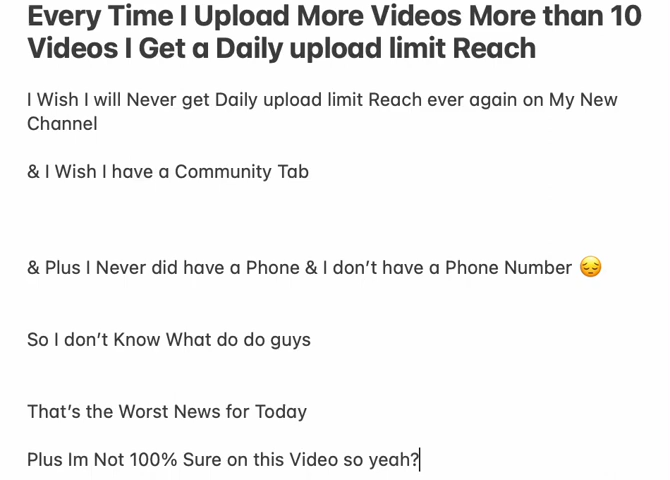 Every Time I Upload More Videos More than 10
Videos I Get a Daily upload limit Reach
I Wish I will Never get Daily upload limit Reach ever again on My New
Channel
& I Wish I have a Community Tab
& Plus I Never did have a Phone & I don’t have a Phone Number 😔
So I don’t Know What do do guys
That’s the Worst News for Today
Plus Im Not 100% Sure on this Video so yeah?